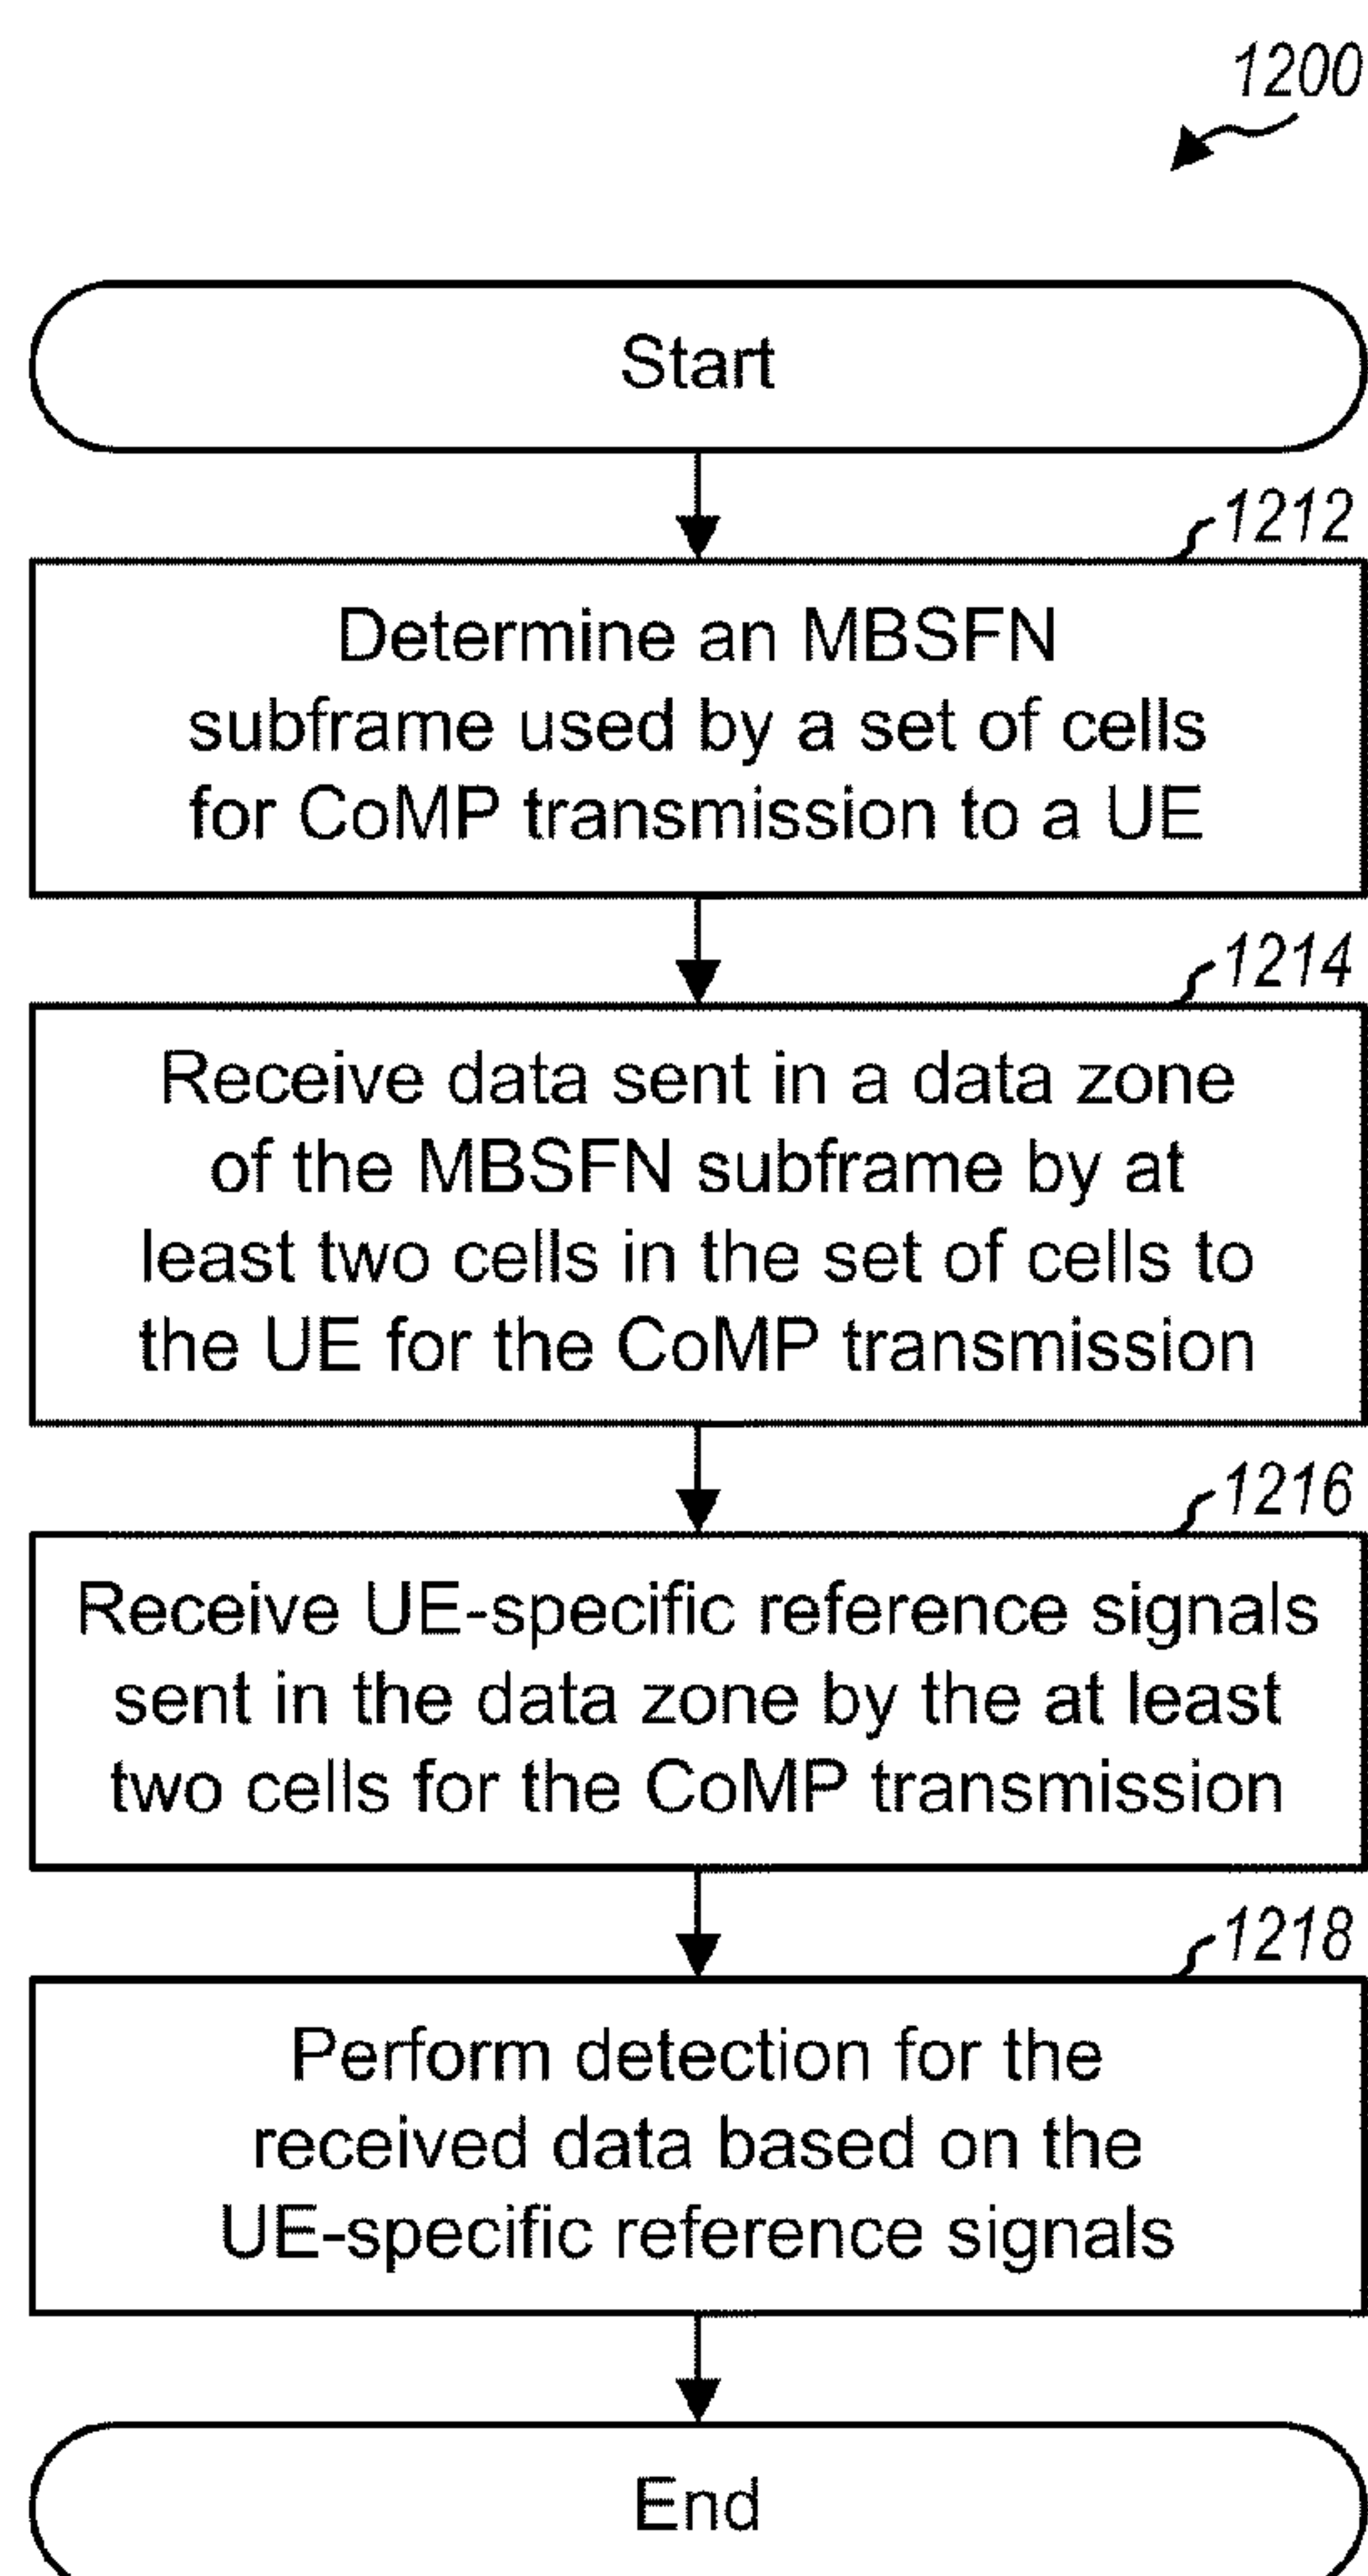 1200
Start
1212
Determine an MBSFN
subframe used by a set of cells
for CoMP transmission to a UE
1214
Receive data sent in a data zone
of the MBSFN subframe by at
least two cells in the set of cells to
the UE for the CoMP transmission
1216
Receive UE-specific reference signals
sent in the data zone by the at least
two cells for the CoMP transmission
1218
Perform detection for the
received data based on the
UE-specific reference signals
End